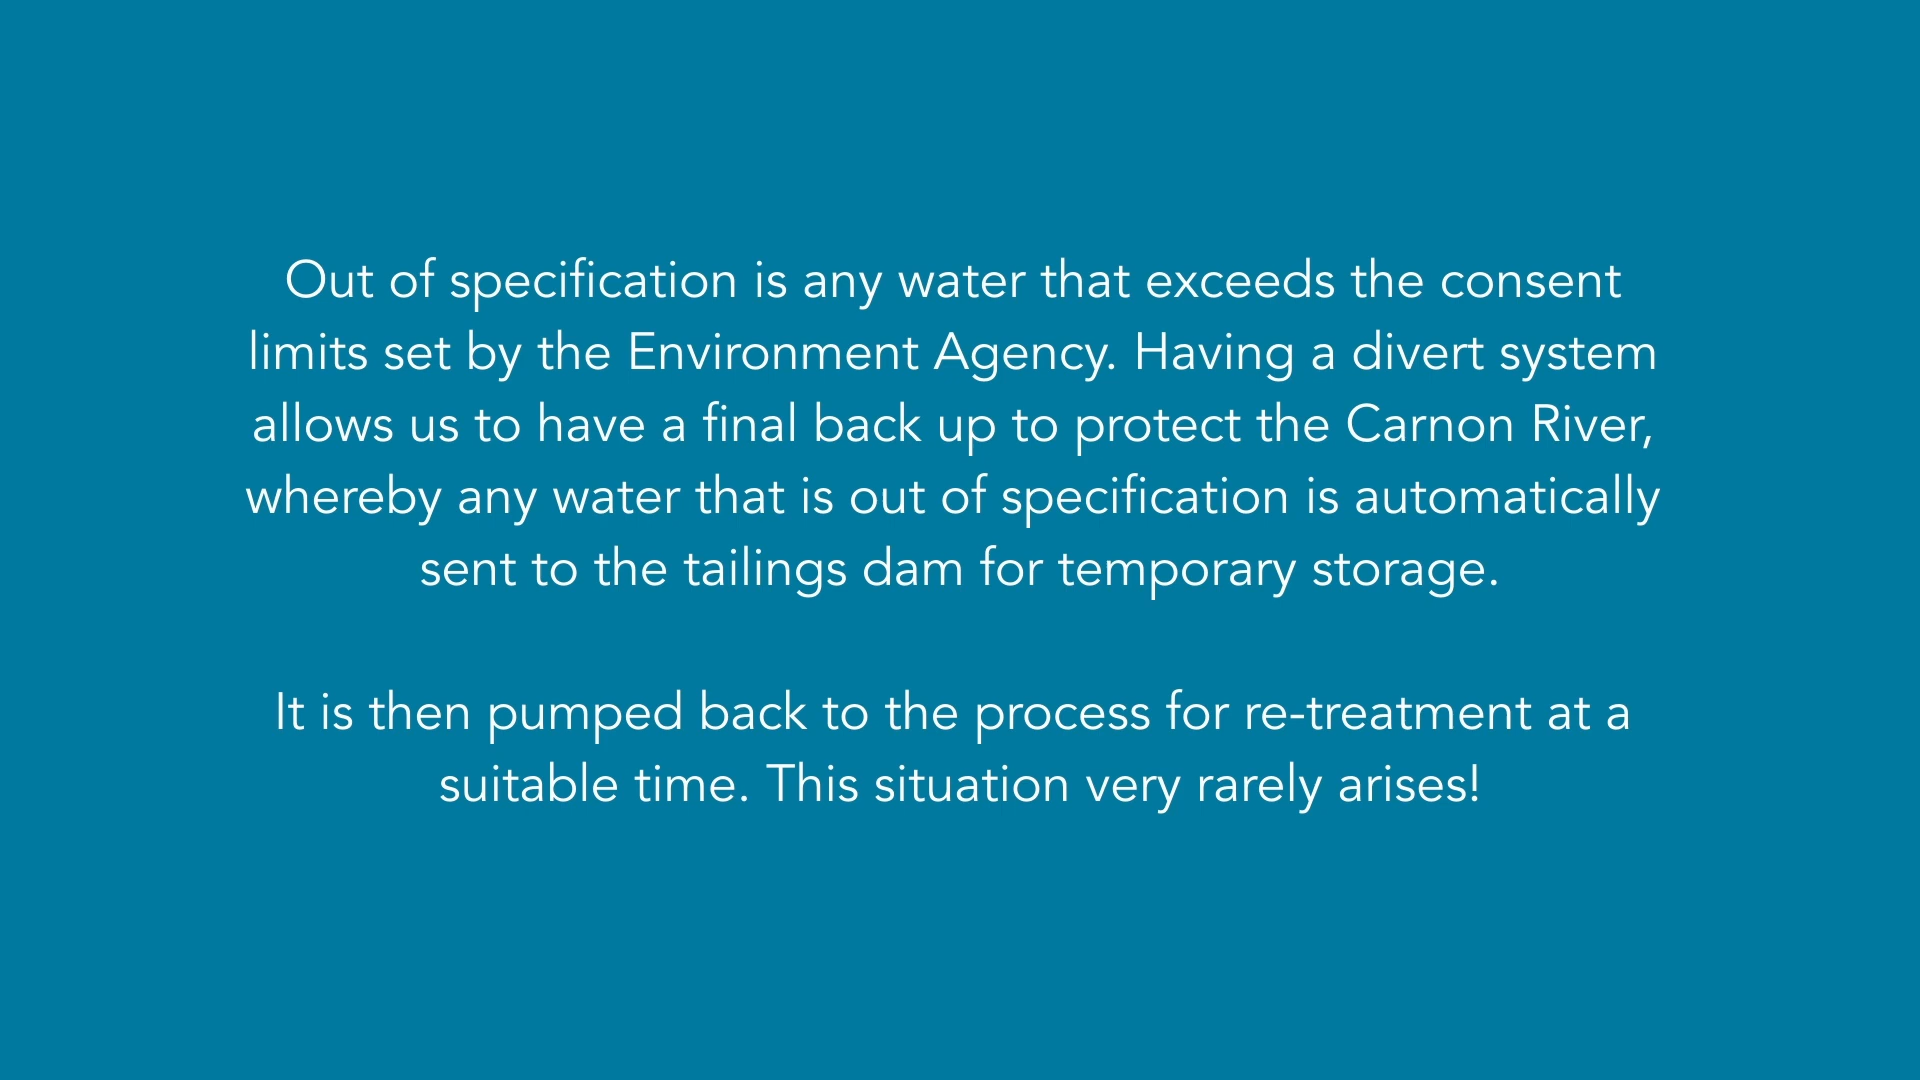 Out of specification is any water that exceeds the consent
limits set by the Environment Agency. Having a divert system
allows us to have a final back up to protect the Carnon River,
whereby any water that is out of specification is automatically
sent to the tailings dam for temporary storage.
It is then pumped back to the process for re-treatment at a
suitable time. This situation very rarely arises!